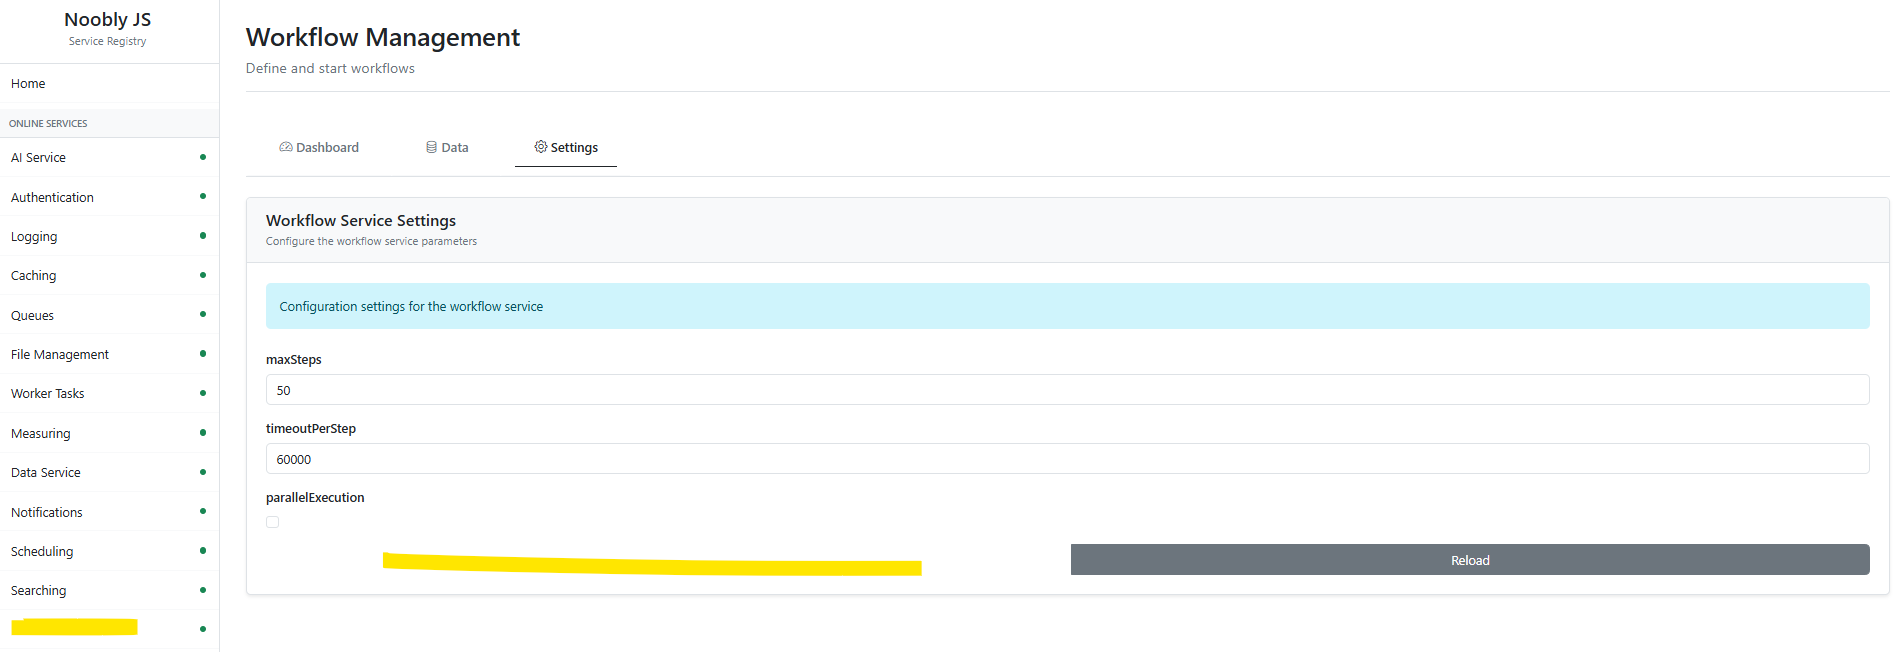 Noobly JS
Service Registry
Home
ONLINE SERVICES
AI Service
Authentication
Logging
Caching
Queues
File Management
Worker Tasks
Measuring
Data Service
Notifications
Scheduling
Searching
Workflow Management
Define and start workflows
Dashboard Data Settings
Workflow Service Settings
Configure the workflow service parameters
Configuration settings for the workflow service
maxSteps
50
timeoutPerStep
60000
parallelExecution
Reload